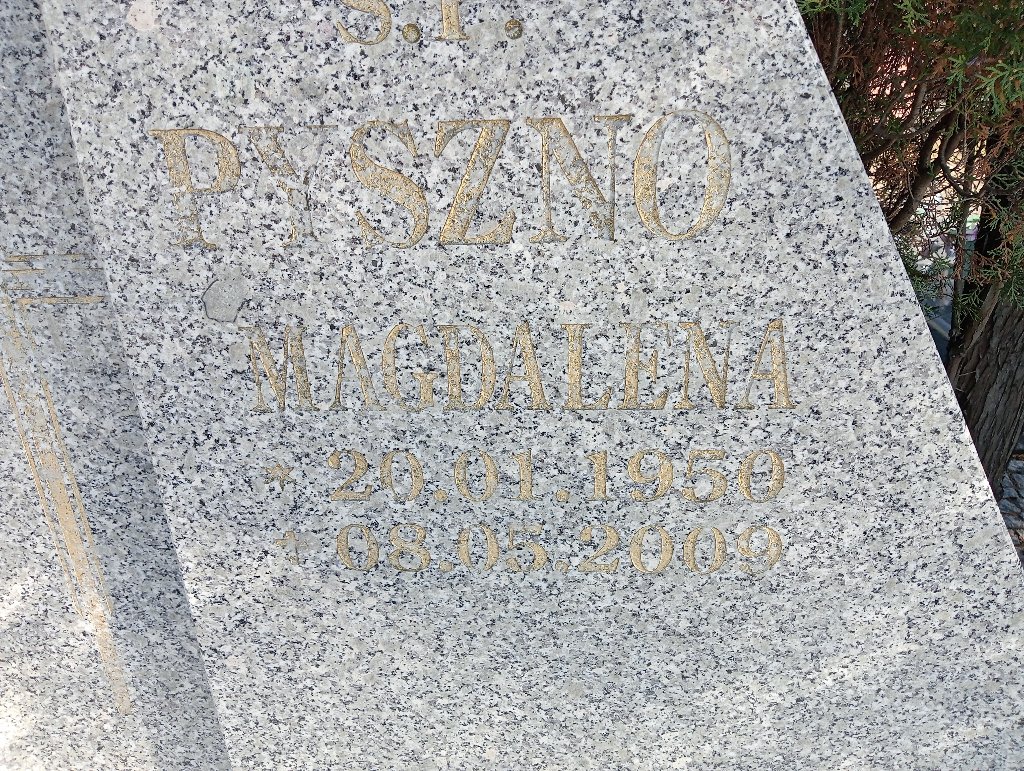 Ś.P.
PYSZNO
MAGDALENA
* 20.01.1950
† 08.05.2009